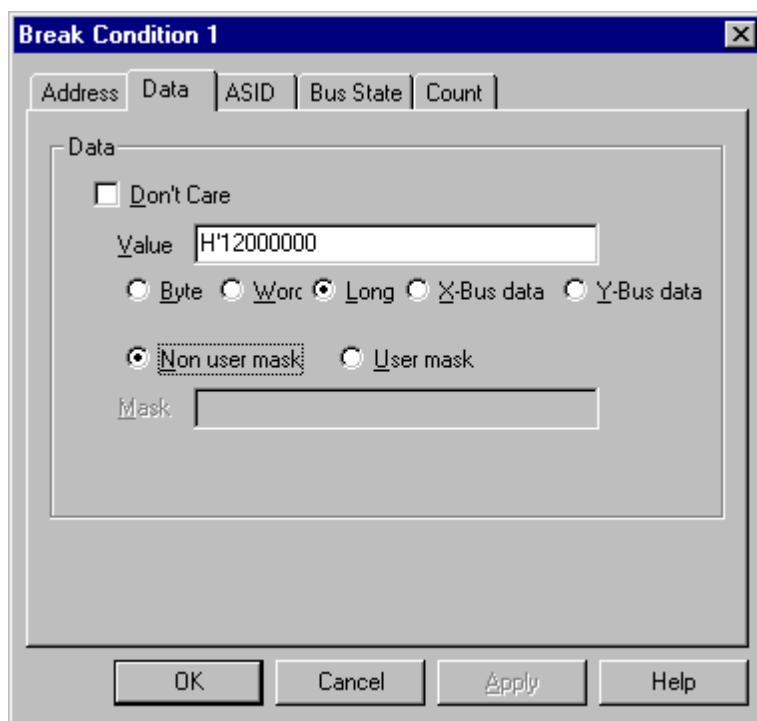 Break Condition 1
Address Data ASID Bus State Count
Data
Don't Care
Value H'12000000
Byte Worc Long X-Bus data Y-Bus data
Non user mask User mask
Mask
OK Cancel Apply Help